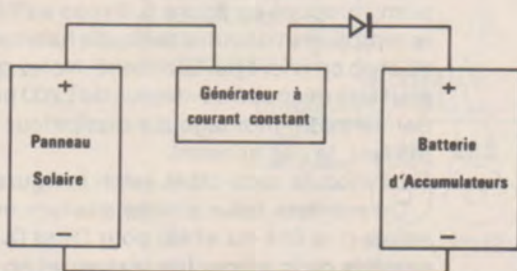 +
Panneau
Solaire
—
Générateur à
courant constant
+
Batterie
d'Accumulateurs
—